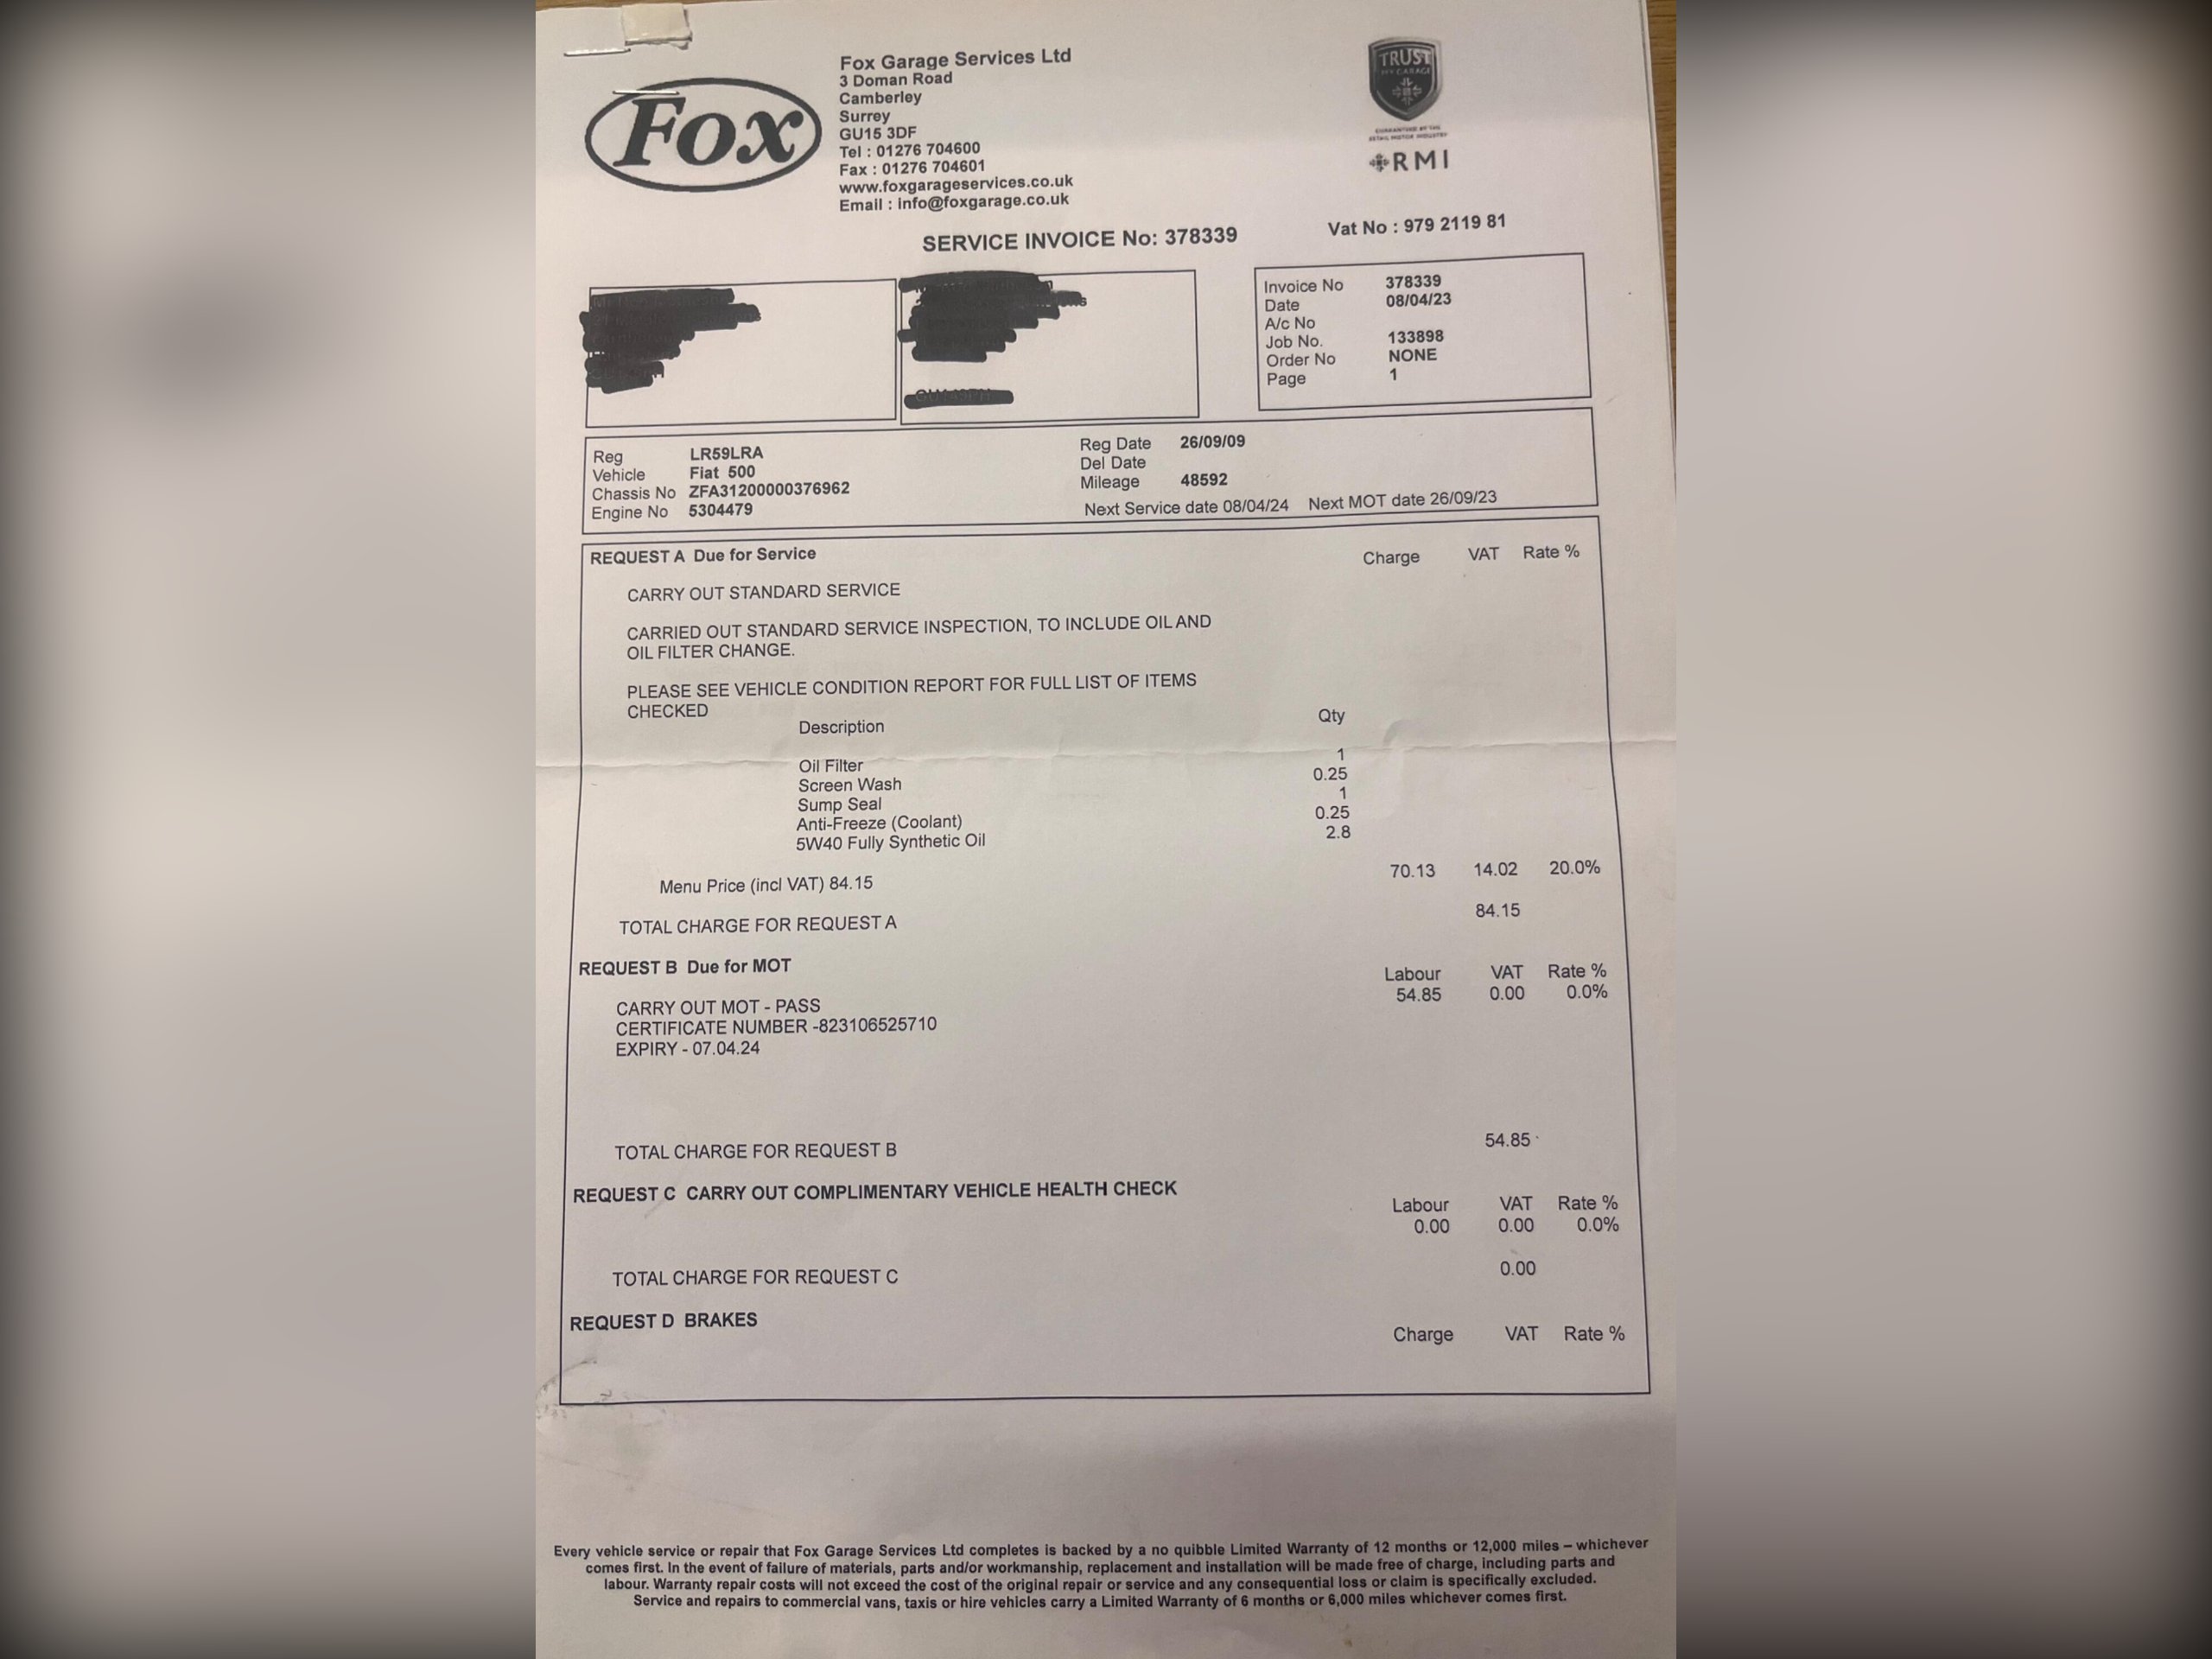 Fox
Fox Garage Services Ltd
3 Doman Road
Camberley
Surrey
GU15 3DF
Tel : 01276 704600
Fax : 01276 704601
www.foxgarageservices.co.uk
Email : info@foxgarage.co.uk
TRUST
MY GARAGE
GUARANTEED BY THE
RETAIL MOTOR INDUSTRY
RMI
SERVICE INVOICE No: 378339
Vat No : 979 2119 81
Invoice No 378339
Date 08/04/23
A/c No
Job No. 133898
Order No NONE
Page 1
Reg LR59LRA
Vehicle Fiat 500
Chassis No ZFA31200000376962
Engine No 5304479
Reg Date 26/09/09
Del Date
Mileage 48592
Next Service date 08/04/24 Next MOT date 26/09/23
REQUEST A Due for Service
Charge VAT Rate %
CARRY OUT STANDARD SERVICE
CARRIED OUT STANDARD SERVICE INSPECTION, TO INCLUDE OIL AND
OIL FILTER CHANGE.
PLEASE SEE VEHICLE CONDITION REPORT FOR FULL LIST OF ITEMS
CHECKED
Description Qty
Oil Filter 1
Screen Wash 0.25
Sump Seal 1
Anti-Freeze (Coolant) 0.25
5W40 Fully Synthetic Oil 2.8
Menu Price (incl VAT) 84.15 70.13 14.02 20.0%
TOTAL CHARGE FOR REQUEST A 84.15
REQUEST B Due for MOT
Labour VAT Rate %
54.85 0.00 0.0%
CARRY OUT MOT - PASS
CERTIFICATE NUMBER -823106525710
EXPIRY - 07.04.24
TOTAL CHARGE FOR REQUEST B 54.85
REQUEST C CARRY OUT COMPLIMENTARY VEHICLE HEALTH CHECK
Labour VAT Rate %
0.00 0.00 0.0%
TOTAL CHARGE FOR REQUEST C 0.00
REQUEST D BRAKES
Charge VAT Rate %
Every vehicle service or repair that Fox Garage Services Ltd completes is backed by a no quibble Limited Warranty of 12 months or 12,000 miles – whichever
comes first. In the event of failure of materials, parts and/or workmanship, replacement and installation will be made free of charge, including parts and
labour. Warranty repair costs will not exceed the cost of the original repair or service and any consequential loss or claim is specifically excluded.
Service and repairs to commercial vans, taxis or hire vehicles carry a Limited Warranty of 6 months or 6,000 miles whichever comes first.